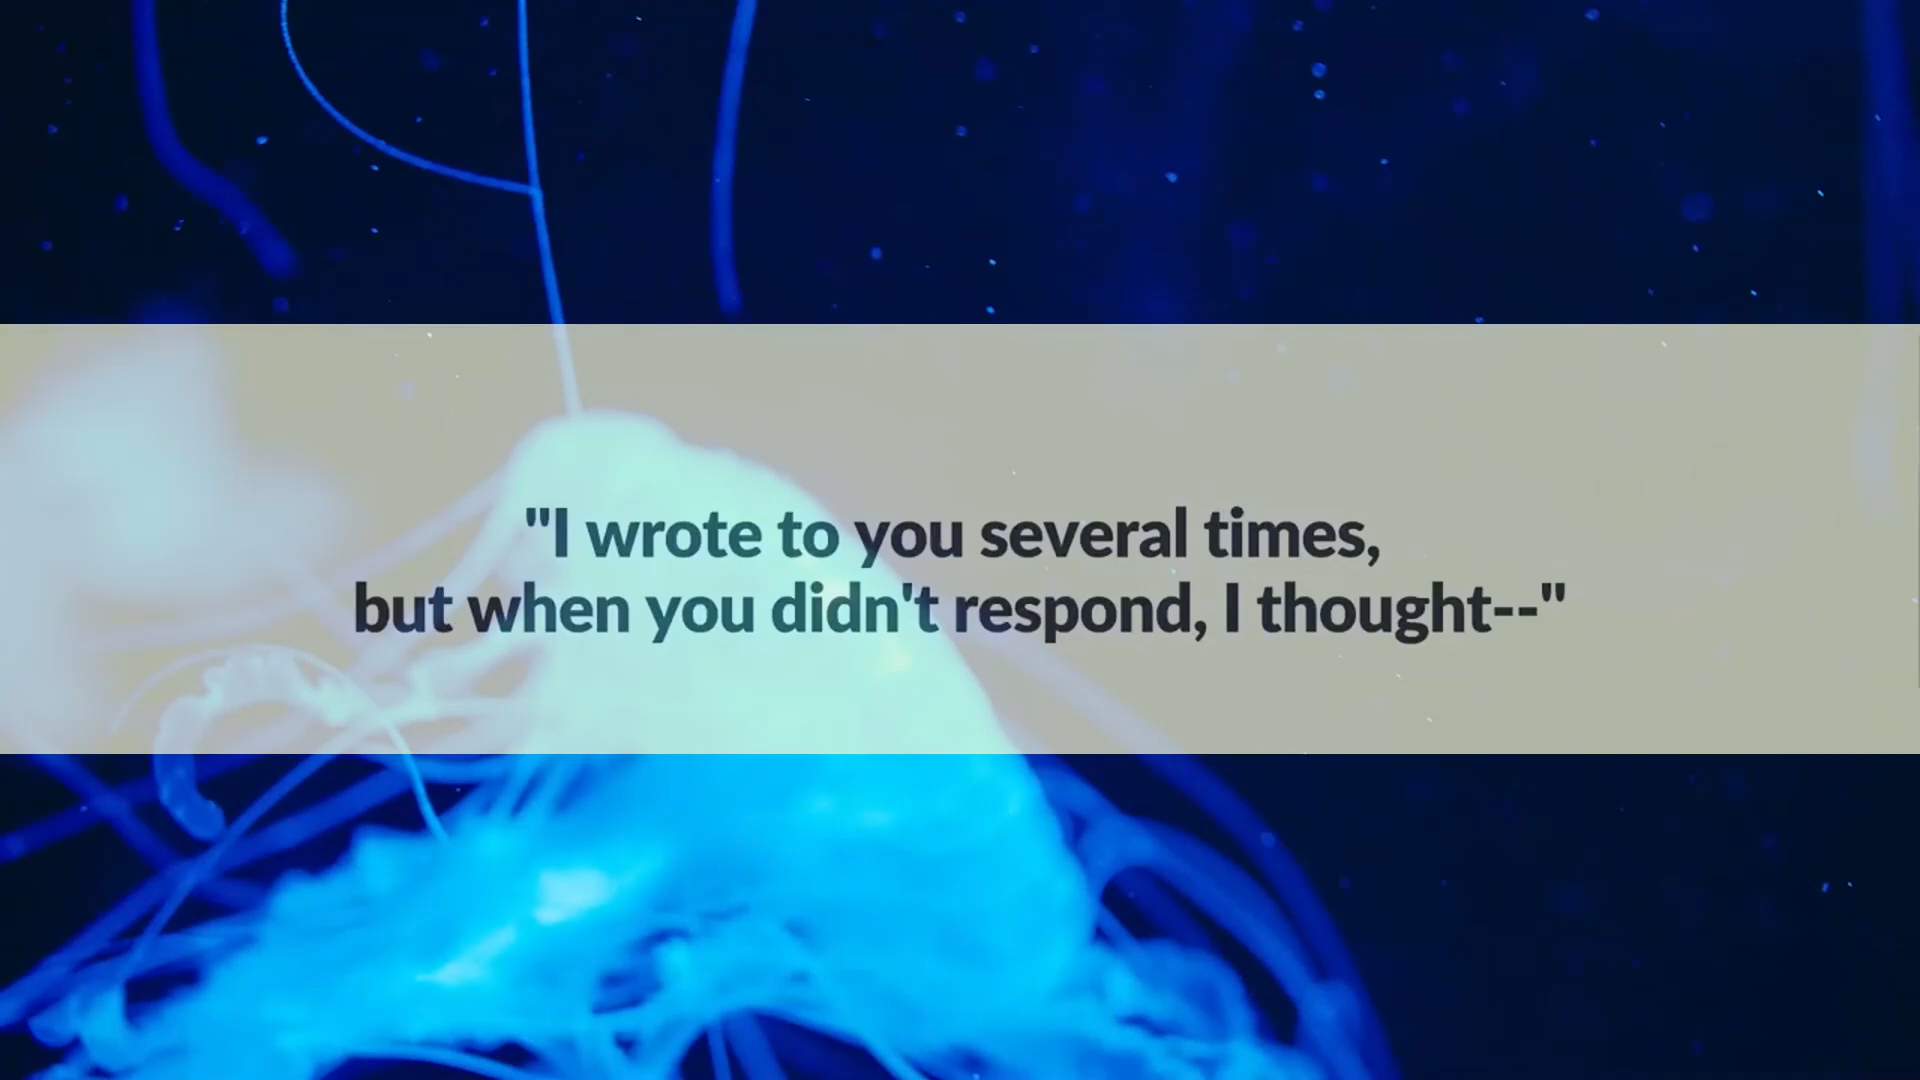 "I wrote to you several times,
but when you didn't respond, I thought--"